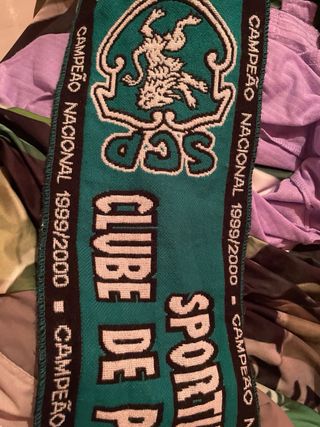 CAMPEÃO NACIONAL 1999/2000 ■ CAMPEÃO
SCP
SPORTI
CLUBE DE P
CAMPEÃO NACIONAL 1999/2000 ■ CAMPEÃO